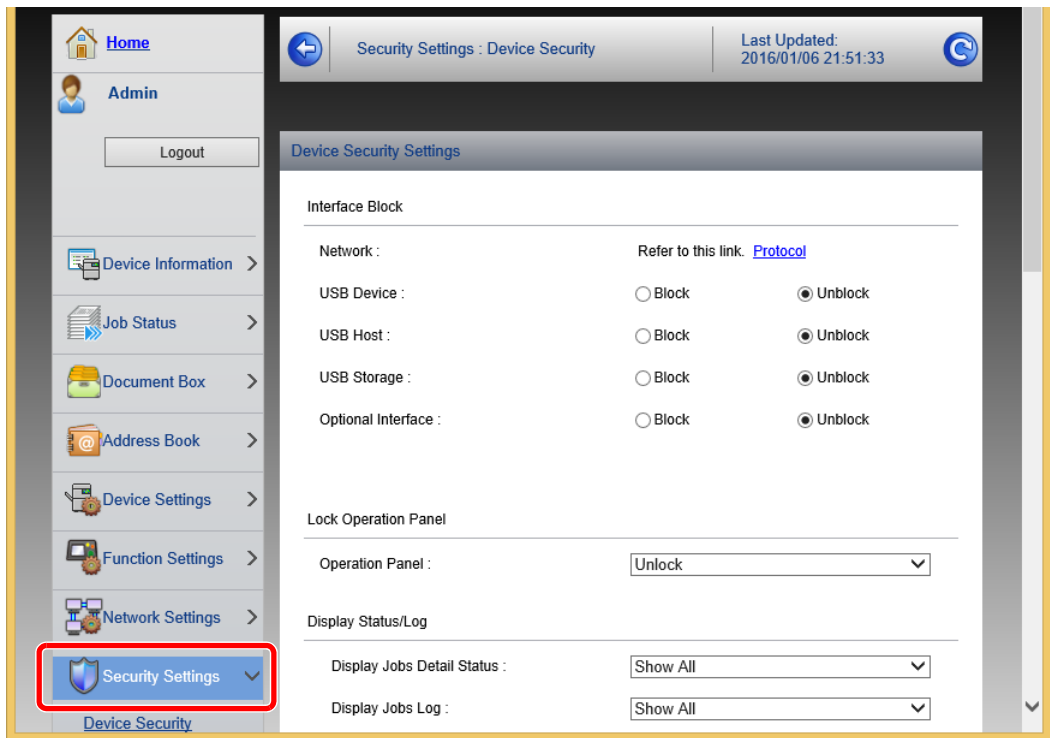 Home
Admin
Logout
Device Information
Job Status
Document Box
@
Address Book
Device Settings
Function Settings
Network Settings
Security Settings
Device Security
Security Settings : Device Security
Last Updated:
2016/01/06 21:51:33
Device Security Settings
Interface Block
Network : Refer to this link. Protocol
USB Device : Block Unblock
USB Host : Block Unblock
USB Storage : Block Unblock
Optional Interface : Block Unblock
Lock Operation Panel
Operation Panel : Unlock
Display Status/Log
Display Jobs Detail Status : Show All
Display Jobs Log : Show All